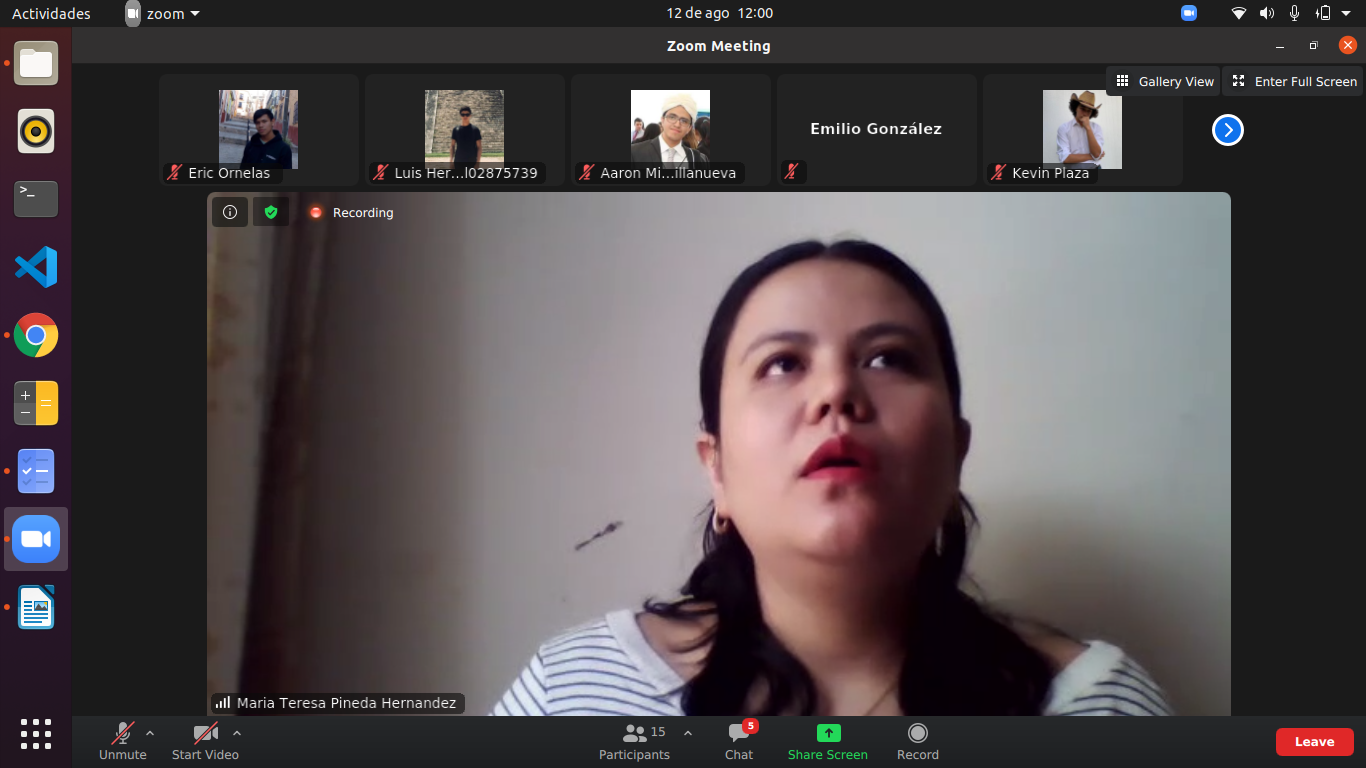 Actividades
zoom
12 de ago 12:00
Zoom Meeting
Gallery View
Enter Full Screen
Emilio González
Eric Ornelas
Luis Her...l02875739
Aaron Mi...illanueva
Kevin Plaza
Recording
>_
Maria Teresa Pineda Hernandez
Unmute
Start Video
15
Participants
5
Chat
Share Screen
Record
Leave